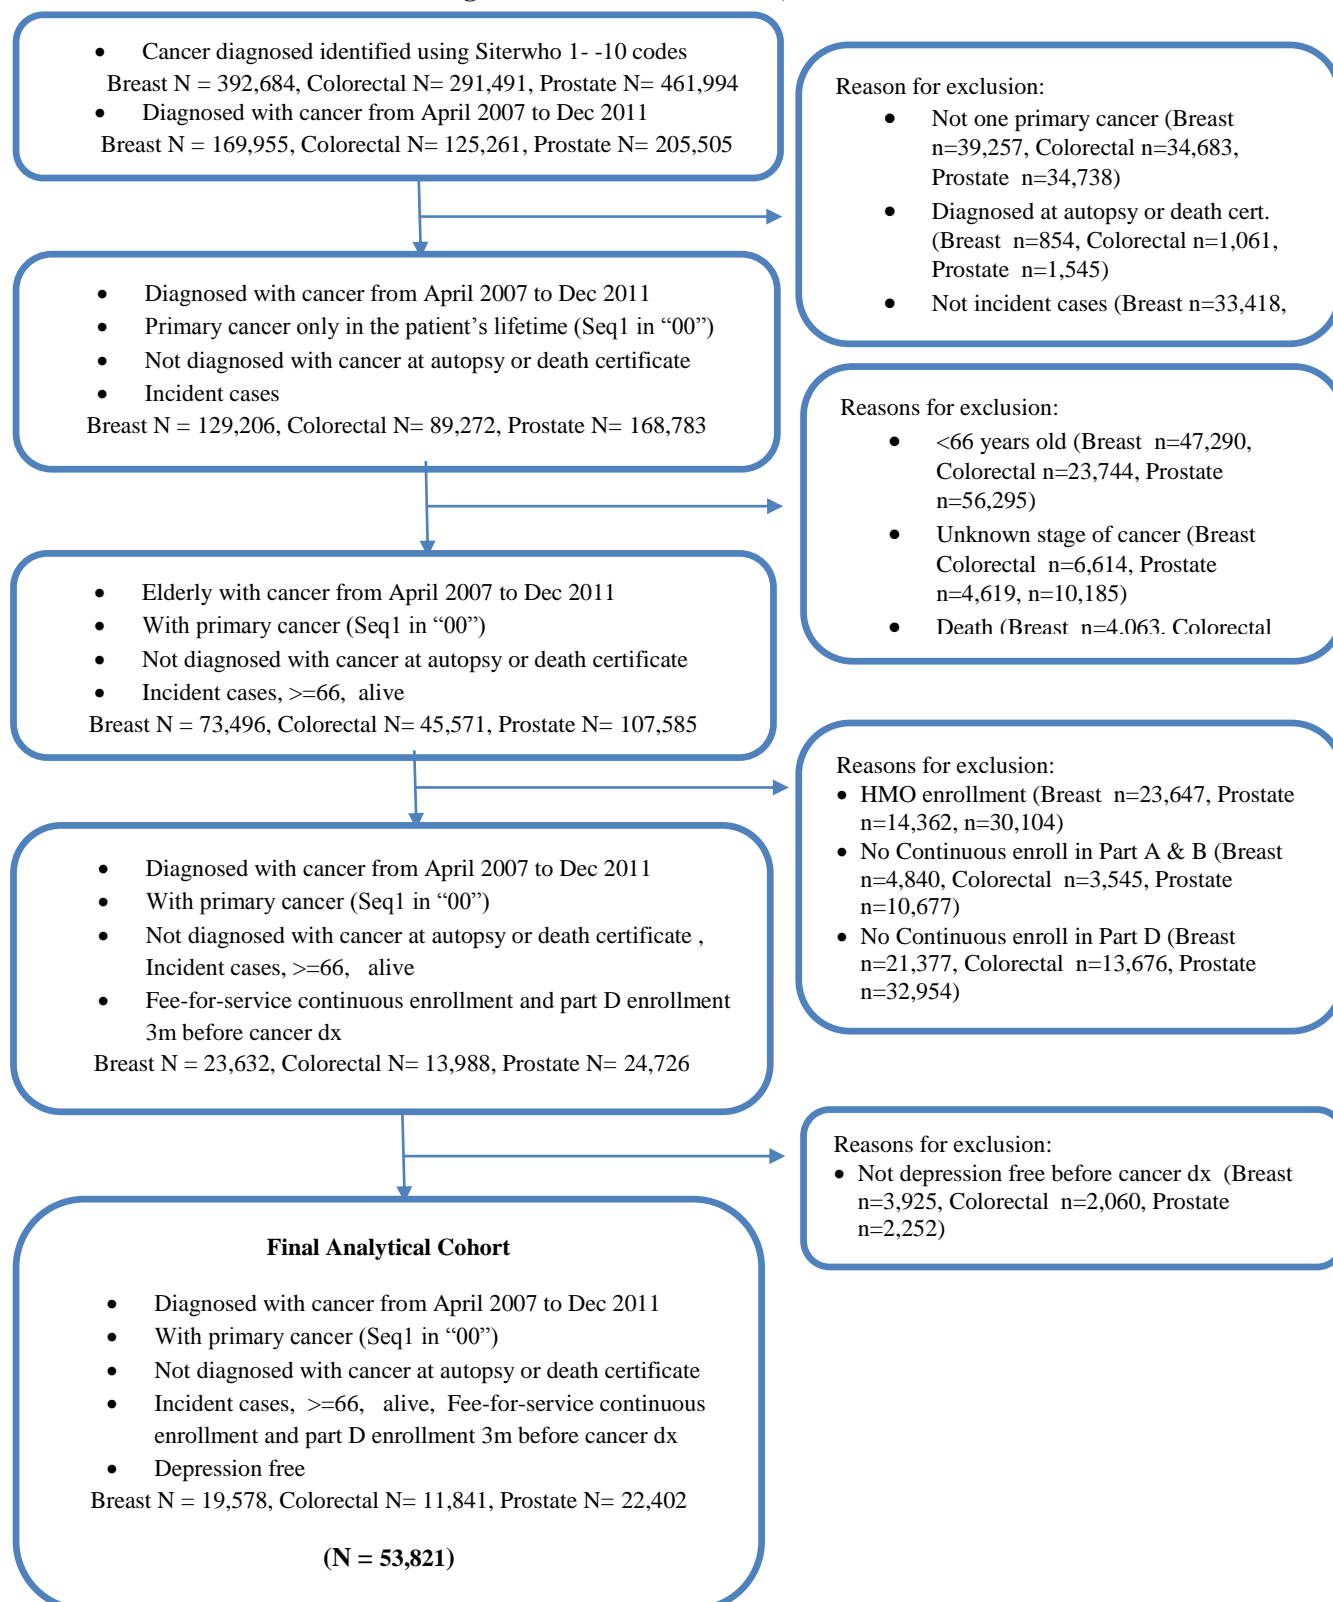 • Cancer diagnosed identified using Siterwho 1- -10 codes
Breast N = 392,684, Colorectal N= 291,491, Prostate N= 461,994
• Diagnosed with cancer from April 2007 to Dec 2011
Breast N = 169,955, Colorectal N= 125,261, Prostate N= 205,505
Reason for exclusion:
• Not one primary cancer (Breast
n=39,257, Colorectal n=34,683,
Prostate n=34,738)
• Diagnosed at autopsy or death cert.
(Breast n=854, Colorectal n=1,061,
Prostate n=1,545)
• Not incident cases (Breast n=33,418,
• Diagnosed with cancer from April 2007 to Dec 2011
• Primary cancer only in the patient’s lifetime (Seq1 in “00”)
• Not diagnosed with cancer at autopsy or death certificate
• Incident cases
Breast N = 129,206, Colorectal N= 89,272, Prostate N= 168,783
Reasons for exclusion:
• <66 years old (Breast n=47,290,
Colorectal n=23,744, Prostate
n=56,295)
• Unknown stage of cancer (Breast
Colorectal n=6,614, Prostate
n=4,619, n=10,185)
• Death (Breast n=4,063, Colorectal
• Elderly with cancer from April 2007 to Dec 2011
• With primary cancer (Seq1 in “00”)
• Not diagnosed with cancer at autopsy or death certificate
• Incident cases, >=66, alive
Breast N = 73,496, Colorectal N= 45,571, Prostate N= 107,585
Reasons for exclusion:
• HMO enrollment (Breast n=23,647, Prostate
n=14,362, n=30,104)
• No Continuous enroll in Part A & B (Breast
n=4,840, Colorectal n=3,545, Prostate
n=10,677)
• No Continuous enroll in Part D (Breast
n=21,377, Colorectal n=13,676, Prostate
n=32,954)
• Diagnosed with cancer from April 2007 to Dec 2011
• With primary cancer (Seq1 in “00”)
• Not diagnosed with cancer at autopsy or death certificate ,
Incident cases, >=66, alive
• Fee-for-service continuous enrollment and part D enrollment
3m before cancer dx
Breast N = 23,632, Colorectal N= 13,988, Prostate N= 24,726
Reasons for exclusion:
• Not depression free before cancer dx (Breast
n=3,925, Colorectal n=2,060, Prostate
n=2,252)
Final Analytical Cohort
• Diagnosed with cancer from April 2007 to Dec 2011
• With primary cancer (Seq1 in “00”)
• Not diagnosed with cancer at autopsy or death certificate
• Incident cases, >=66, alive, Fee-for-service continuous
enrollment and part D enrollment 3m before cancer dx
• Depression free
Breast N = 19,578, Colorectal N= 11,841, Prostate N= 22,402
(N = 53,821)